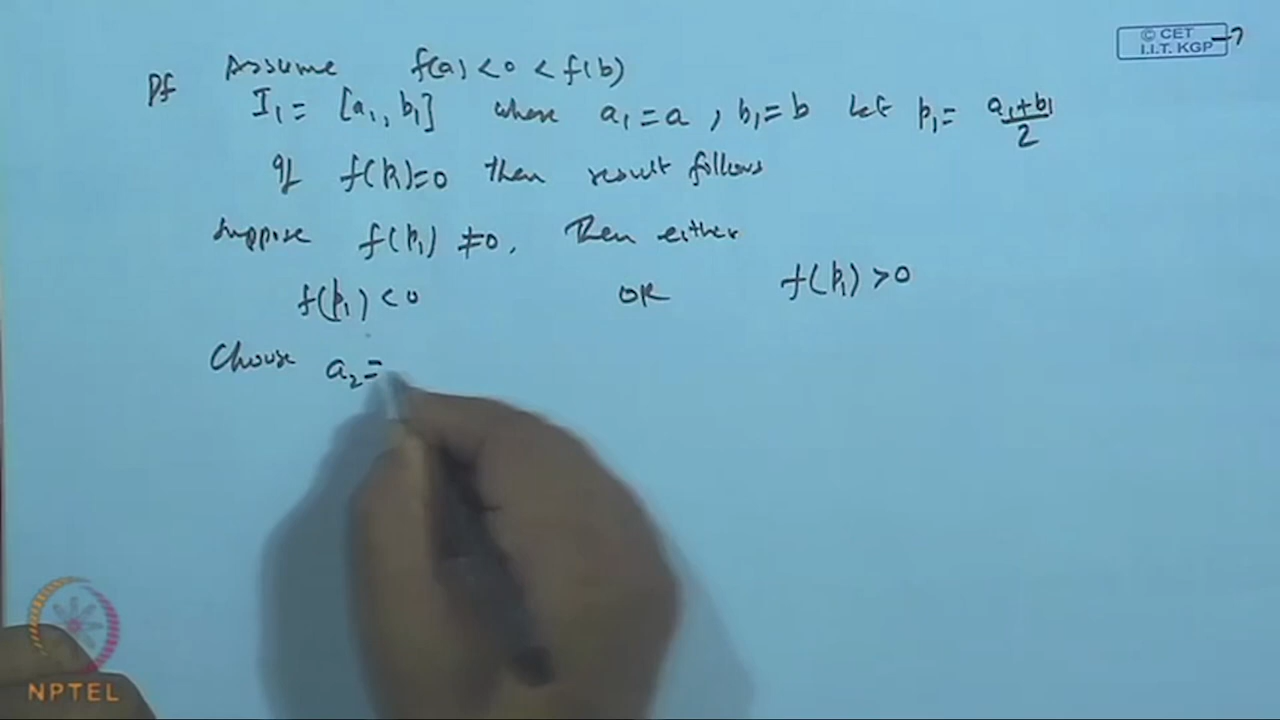 © CET
I.I.T. KGP
Pf Assume f(a) < 0 < f(b)
I₁ = [a₁, b₁] where a₁ = a, b₁ = b let p₁ = (a₁+b₁)/2
If f(p₁)=0 then result follows
Suppose f(p₁) ≠ 0, Then either
f(p₁) < 0 OR f(p₁) > 0
Choose a₂ =
NPTEL